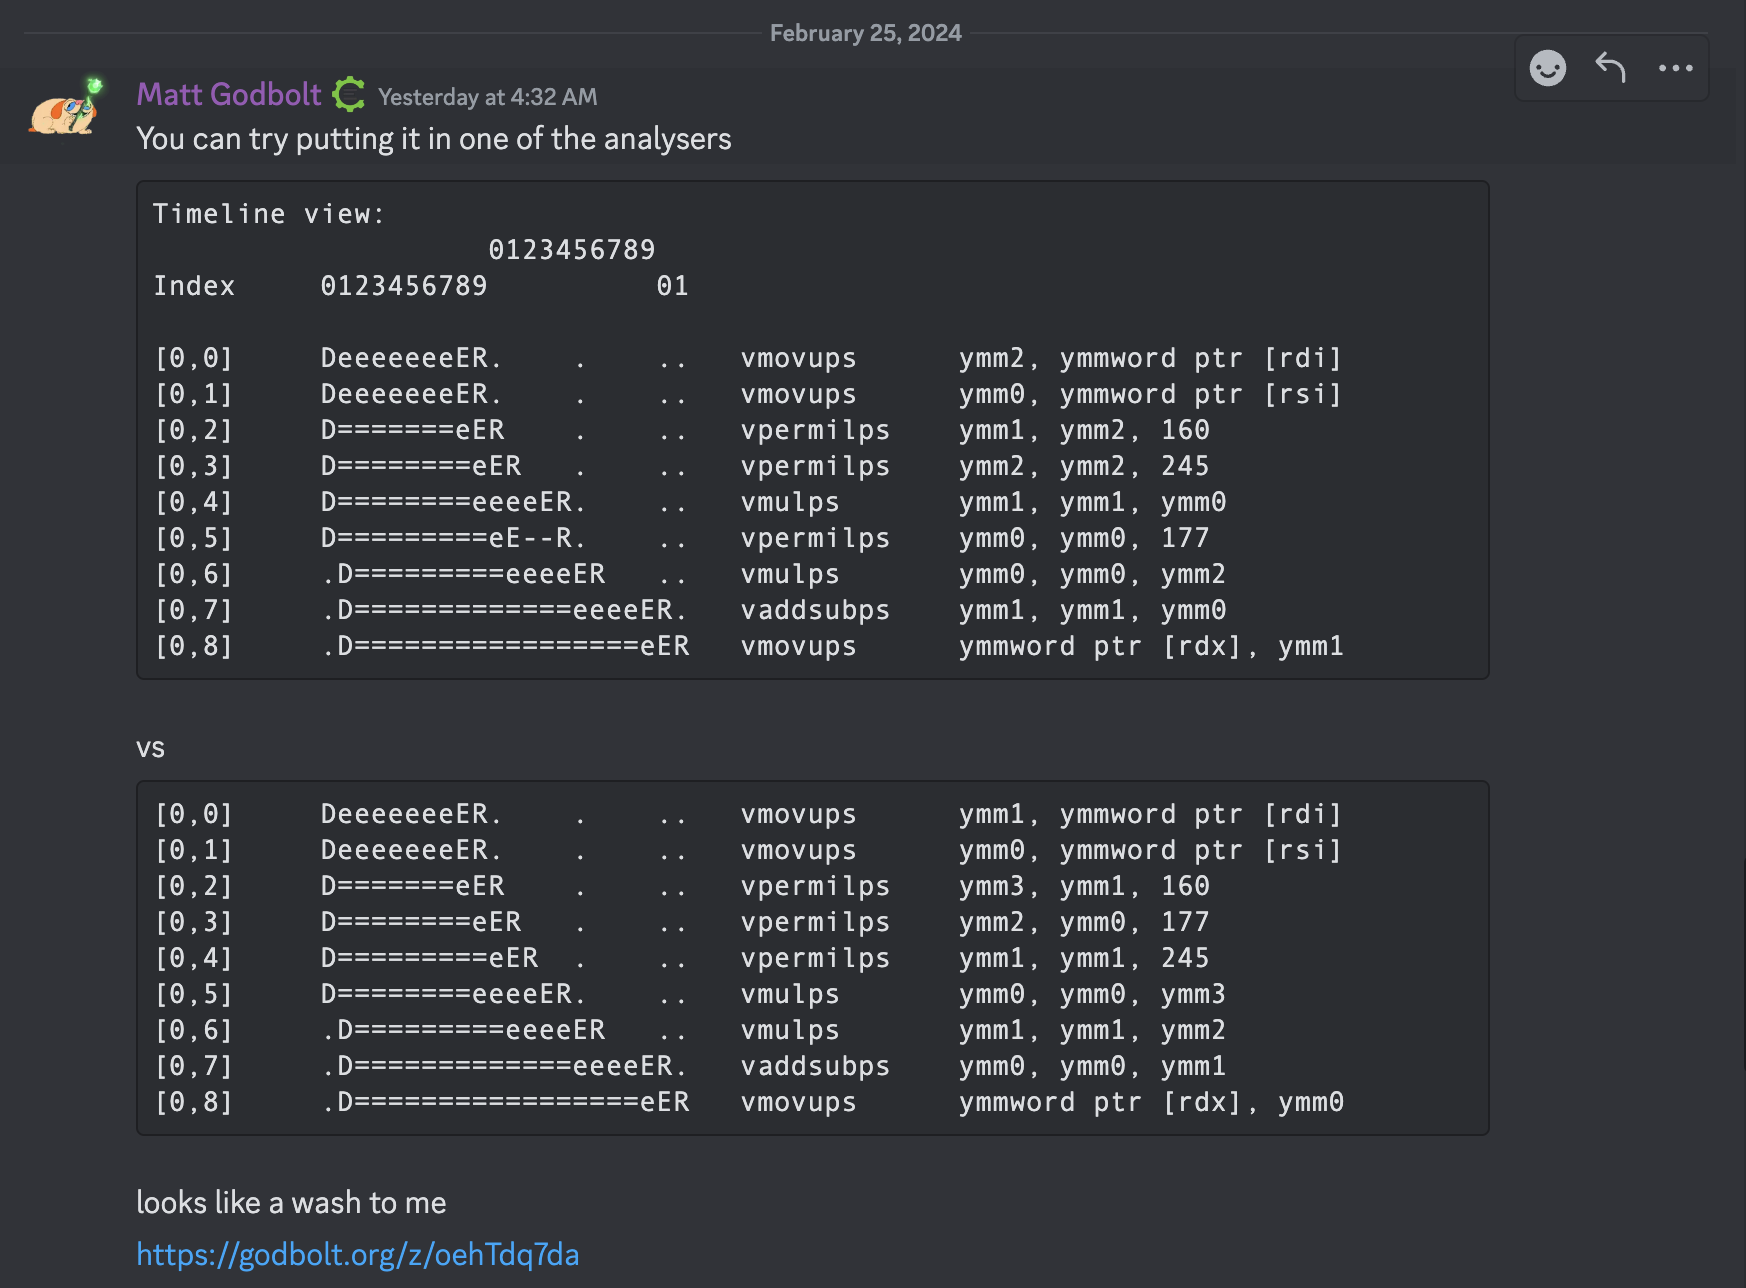 February 25, 2024
Matt Godbolt Yesterday at 4:32 AM
You can try putting it in one of the analysers
Timeline view:
                    0123456789
Index     0123456789          01

[0,0]     DeeeeeeeER.    .    ..   vmovups     ymm2, ymmword ptr [rdi]
[0,1]     DeeeeeeeER.    .    ..   vmovups     ymm0, ymmword ptr [rsi]
[0,2]     D=======eER    .    ..   vpermilps   ymm1, ymm2, 160
[0,3]     D========eER   .    ..   vpermilps   ymm2, ymm2, 245
[0,4]     D========eeeeER.    ..   vmulps      ymm1, ymm1, ymm0
[0,5]     D=========eE--R.    ..   vpermilps   ymm0, ymm0, 177
[0,6]     .D=========eeeeER   ..   vmulps      ymm0, ymm0, ymm2
[0,7]     .D=============eeeeER.   vaddsubps   ymm1, ymm1, ymm0
[0,8]     .D=================eER   vmovups     ymmword ptr [rdx], ymm1
vs
[0,0]     DeeeeeeeER.    .    ..   vmovups     ymm1, ymmword ptr [rdi]
[0,1]     DeeeeeeeER.    .    ..   vmovups     ymm0, ymmword ptr [rsi]
[0,2]     D=======eER    .    ..   vpermilps   ymm3, ymm1, 160
[0,3]     D========eER   .    ..   vpermilps   ymm2, ymm0, 177
[0,4]     D=========eER  .    ..   vpermilps   ymm1, ymm1, 245
[0,5]     D========eeeeER.    ..   vmulps      ymm0, ymm0, ymm3
[0,6]     .D=========eeeeER   ..   vmulps      ymm1, ymm1, ymm2
[0,7]     .D=============eeeeER.   vaddsubps   ymm0, ymm0, ymm1
[0,8]     .D=================eER   vmovups     ymmword ptr [rdx], ymm0
looks like a wash to me
https://godbolt.org/z/oehTdq7da